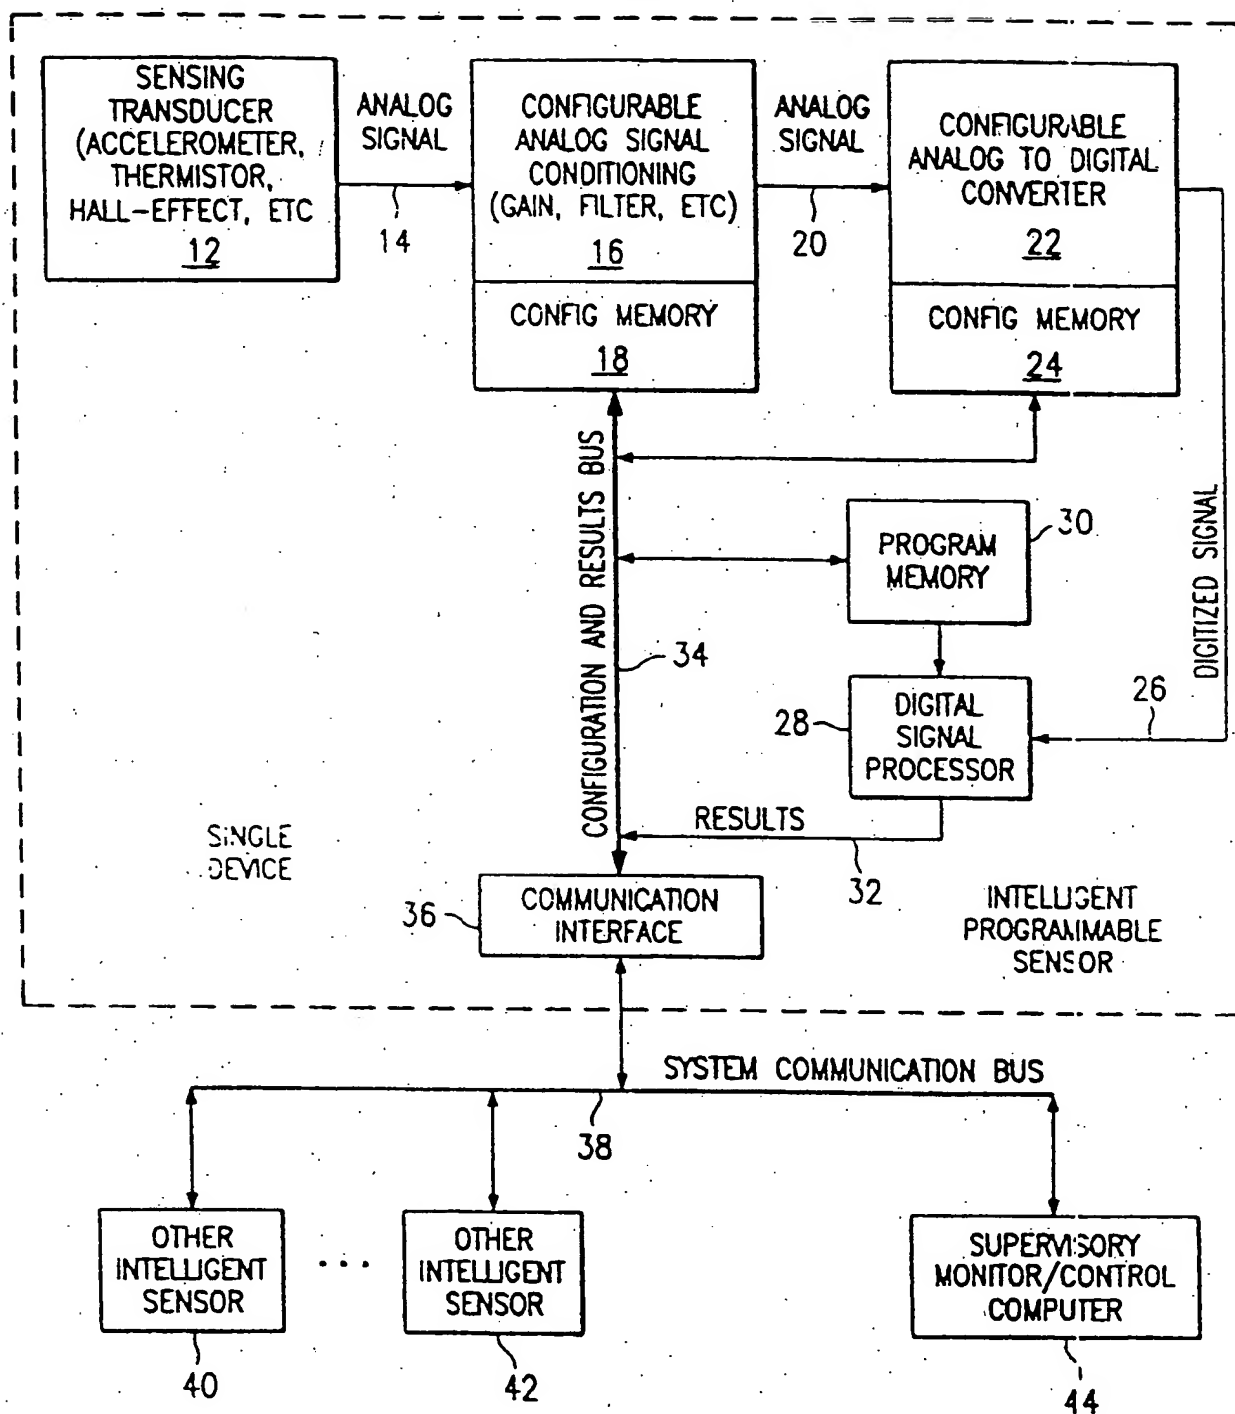 SENSING
TRANSDUCER
(ACCELEROMETER,
THERMISTOR,
HALL-EFFECT, ETC
12
ANALOG
SIGNAL
14
CONFIGURABLE
ANALOG SIGNAL
CONDITIONING
(GAIN, FILTER, ETC)
16
CONFIG MEMORY
18
ANALOG
SIGNAL
20
CONFIGURABLE
ANALOG TO DIGITAL
CONVERTER
22
CONFIG MEMORY
24
CONFIGURATION AND RESULTS BUS
34
PROGRAM
MEMORY
30
DIGITIZED SIGNAL
26
DIGITAL
SIGNAL
PROCESSOR
28
RESULTS
32
SINGLE
DEVICE
COMMUNICATION
INTERFACE
36
INTELLIGENT
PROGRAMMABLE
SENSOR
SYSTEM COMMUNICATION BUS
38
OTHER
INTELLIGENT
SENSOR
40
...
OTHER
INTELLIGENT
SENSOR
42
SUPERVISORY
MONITOR/CONTROL
COMPUTER
44